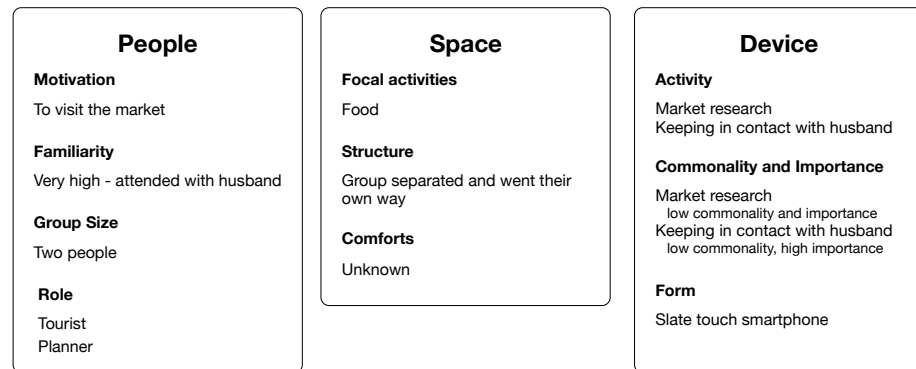 People
Motivation
To visit the market
Familiarity
Very high - attended with husband
Group Size
Two people
Role
Tourist
Planner
Space
Focal activities
Food
Structure
Group separated and went their
own way
Comforts
Unknown
Device
Activity
Market research
Keeping in contact with husband
Commonality and Importance
Market research
low commonality and importance
Keeping in contact with husband
low commonality, high importance
Form
Slate touch smartphone